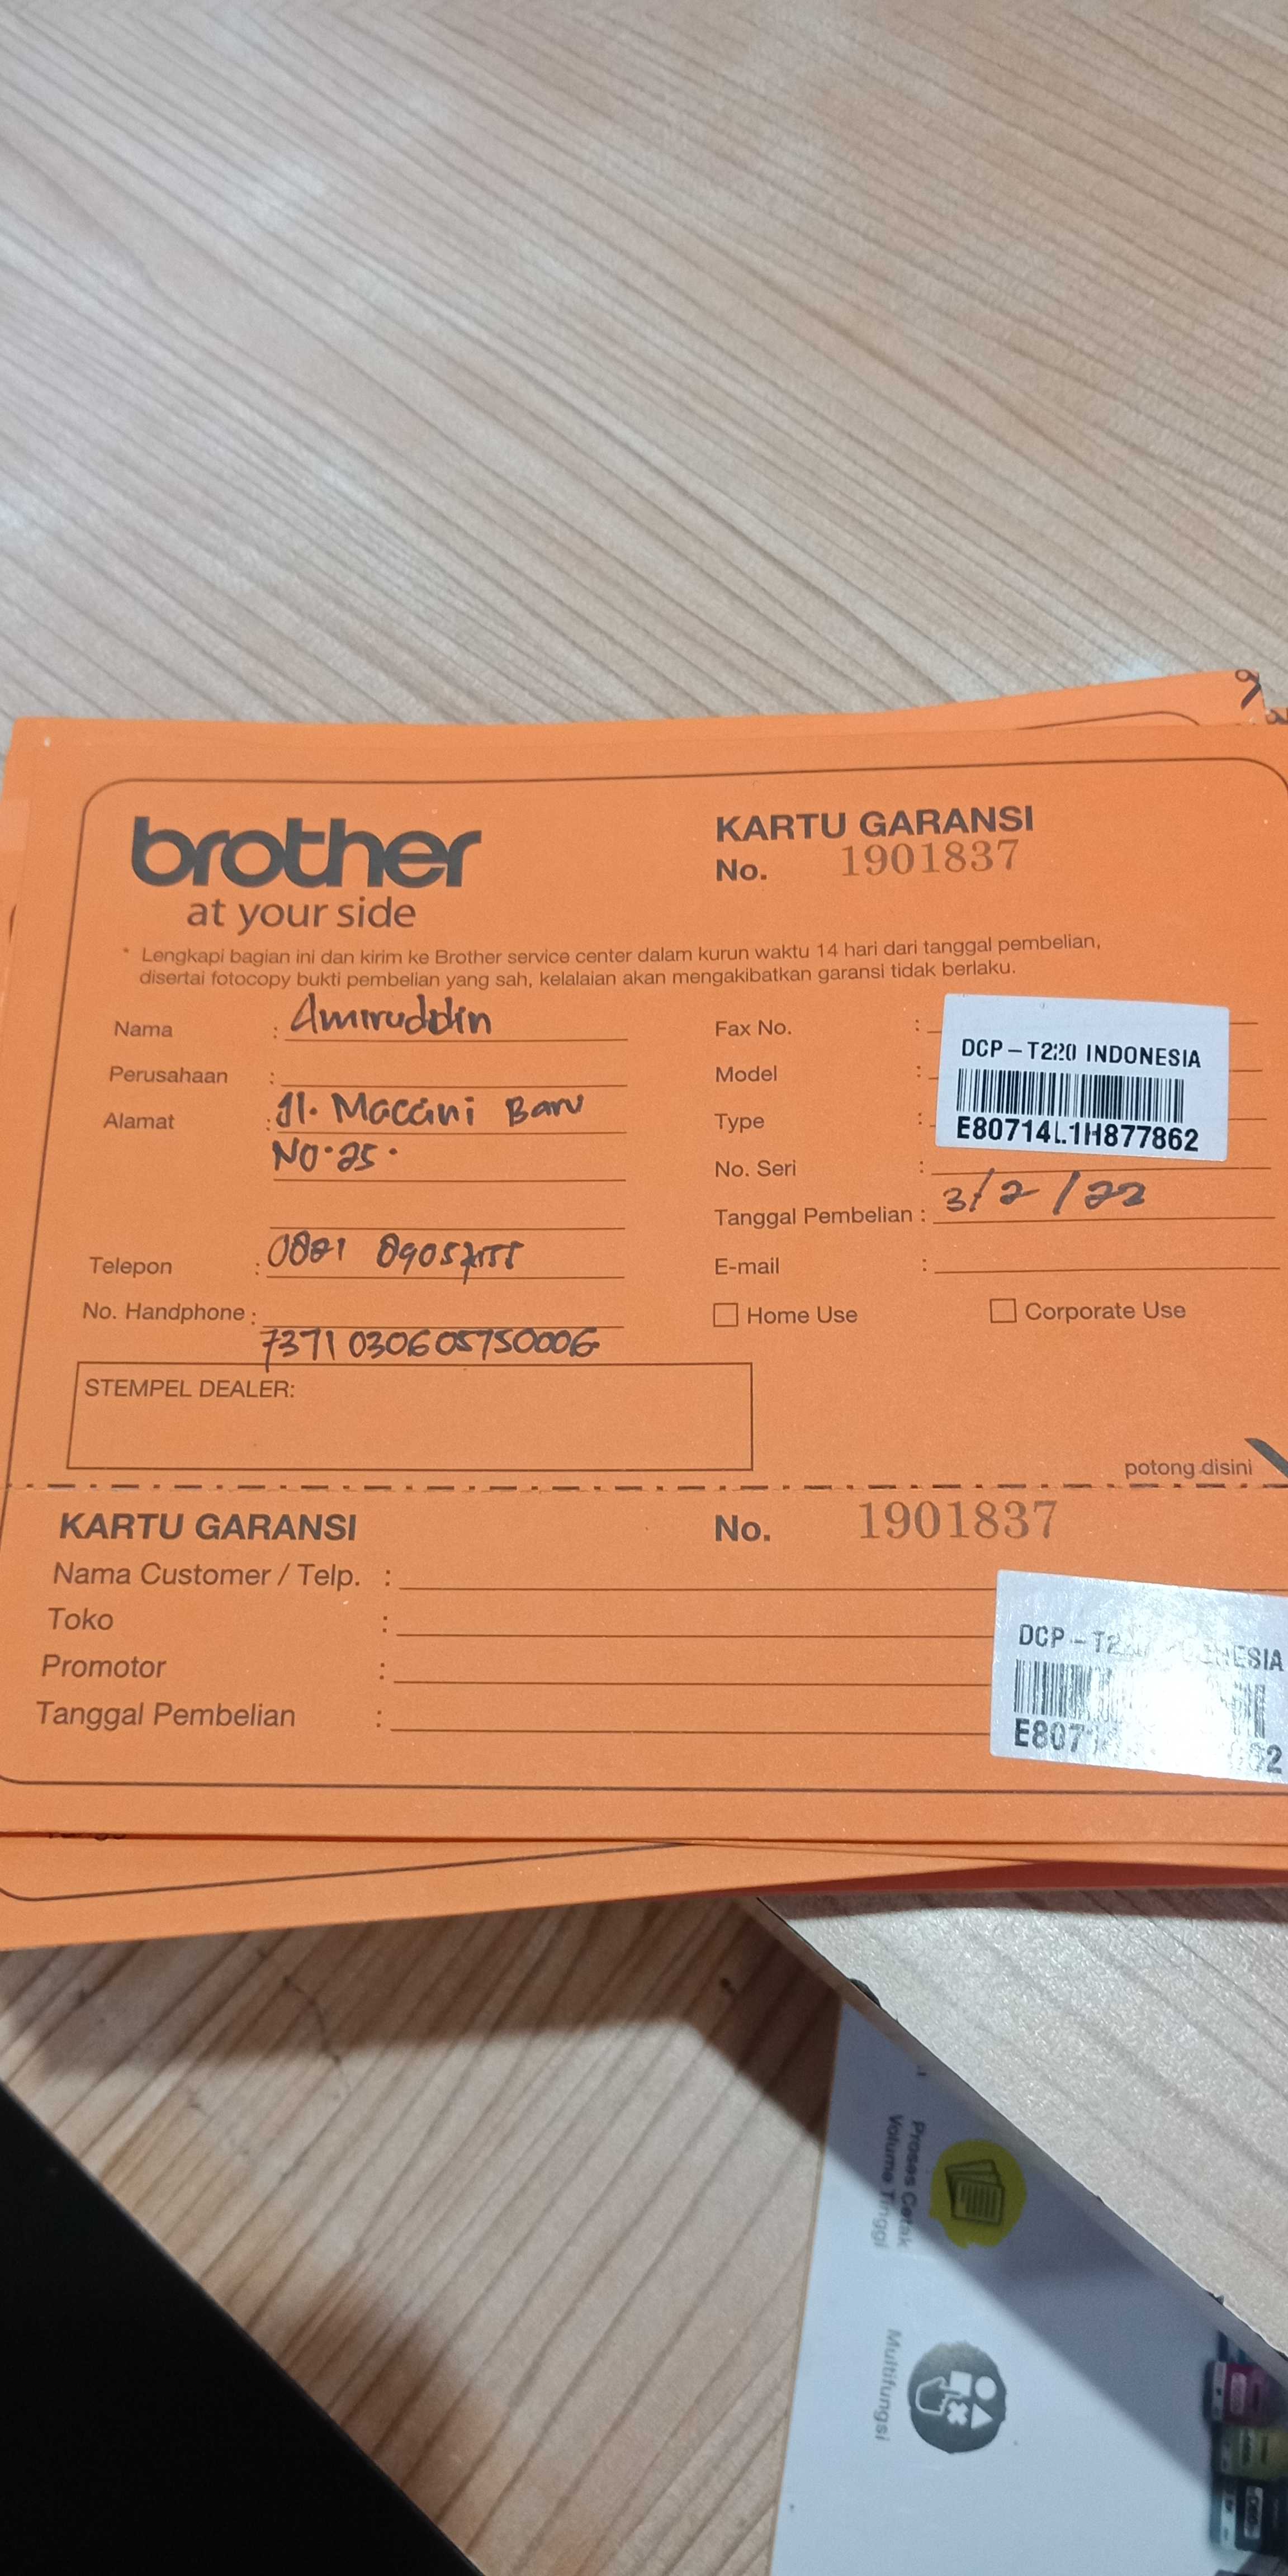 brother
at your side
KARTU GARANSI
No. 1901837
* Lengkapi bagian ini dan kirim ke Brother service center dalam kurun waktu 14 hari dari tanggal pembelian,
disertai fotocopy bukti pembelian yang sah, kelalaian akan mengakibatkan garansi tidak berlaku.
Nama : Amiruddin
Perusahaan :
Alamat : Jl. Maccini Baru
No. 25.
Telepon : 0821
No. Handphone :
7371 030605750006
Fax No. :
Model :
Type :
No. Seri :
DCP - T220 INDONESIA
E80714L1H877862
Tanggal Pembelian : 3/2/22
E-mail :
Home Use
Corporate Use
STEMPEL DEALER:
potong disini
KARTU GARANSI
No. 1901837
Nama Customer / Telp. :
Toko :
Promotor :
Tanggal Pembelian :
DCP -
Proses Cetak
Volume Tinggi
Multifungsi